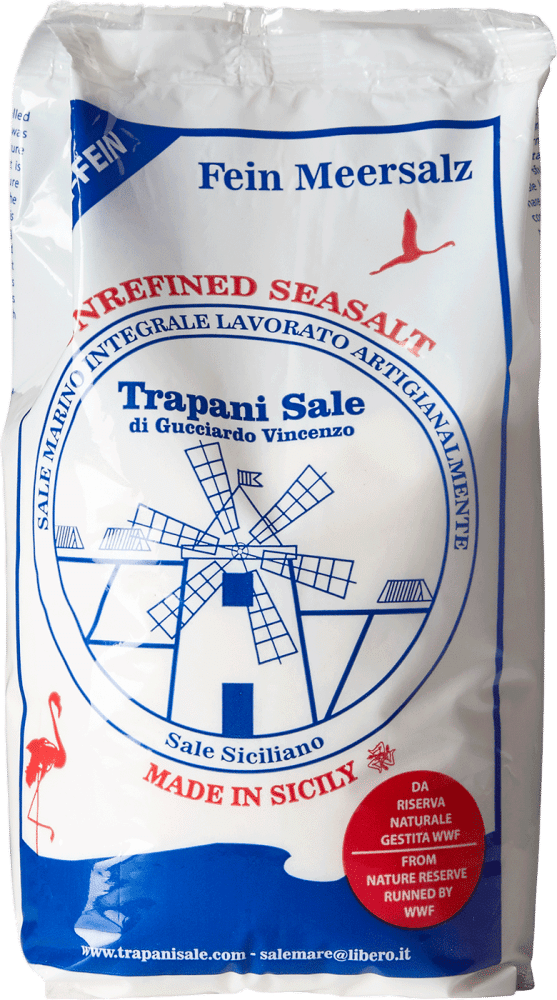 FEIN
Fein Meersalz
NREFINED SEASALT
SALE MARINO INTEGRALE LAVORATO ARTIGIANALMENTE
Trapani Sale
di Gucciardo Vincenzo
Sale Siciliano
MADE IN SICILY
DA
RISERVA
NATURALE
GESTITA WWF
FROM
NATURE RESERVE
RUNNED BY
WWF
www.trapanisale.com - salemare@libero.it